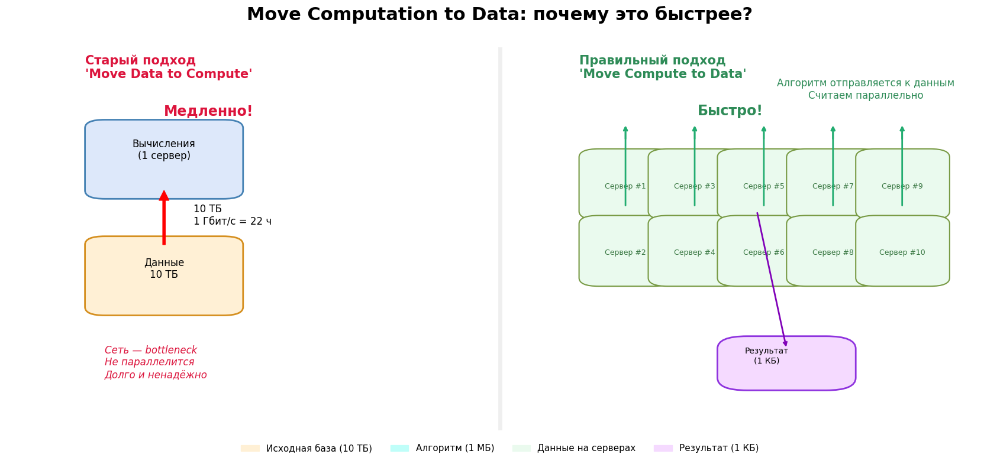 Move Computation to Data: почему это быстрее?
Старый подход
'Move Data to Compute'
Медленно!
Вычисления
(1 сервер)
10 ТБ
1 Гбит/с = 22 ч
Данные
10 ТБ
Сеть — bottleneck
Не параллелится
Долго и ненадёжно
Правильный подход
'Move Compute to Data'
Алгоритм отправляется к данным
Считаем параллельно
Быстро!
Сервер #1
Сервер #3
Сервер #5
Сервер #7
Сервер #9
Сервер #2
Сервер #4
Сервер #6
Сервер #8
Сервер #10
Результат
(1 КБ)
Исходная база (10 ТБ)
Алгоритм (1 МБ)
Данные на серверах
Результат (1 КБ)